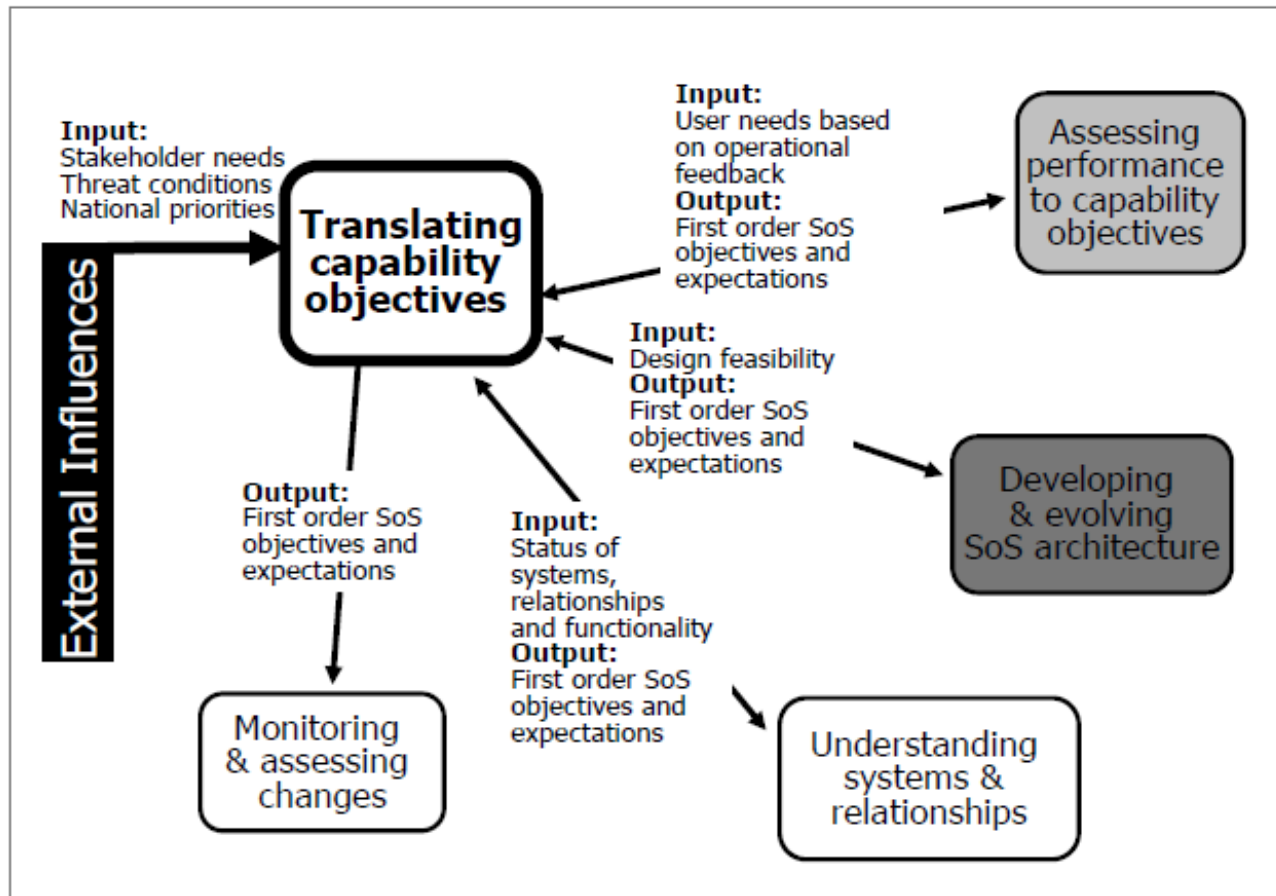 Input:
Stakeholder needs
Threat conditions
National priorities
External Influences
Translating
capability
objectives
Input:
User needs based
on operational
feedback
Output:
First order SoS
objectives and
expectations
Assessing
performance
to capability
objectives
Input:
Design feasibility
Output:
First order SoS
objectives and
expectations
Developing
& evolving
SoS architecture
Output:
First order SoS
objectives and
expectations
Input:
Status of
systems,
relationships
and functionality
Output:
First order SoS
objectives and
expectations
Monitoring
& assessing
changes
Understanding
systems &
relationships